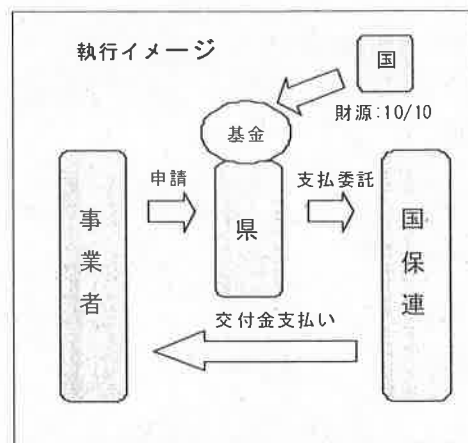 執行イメージ
国
財源:10/10
基金
申請
支払委託
事業者
県
国保連
交付金支払い